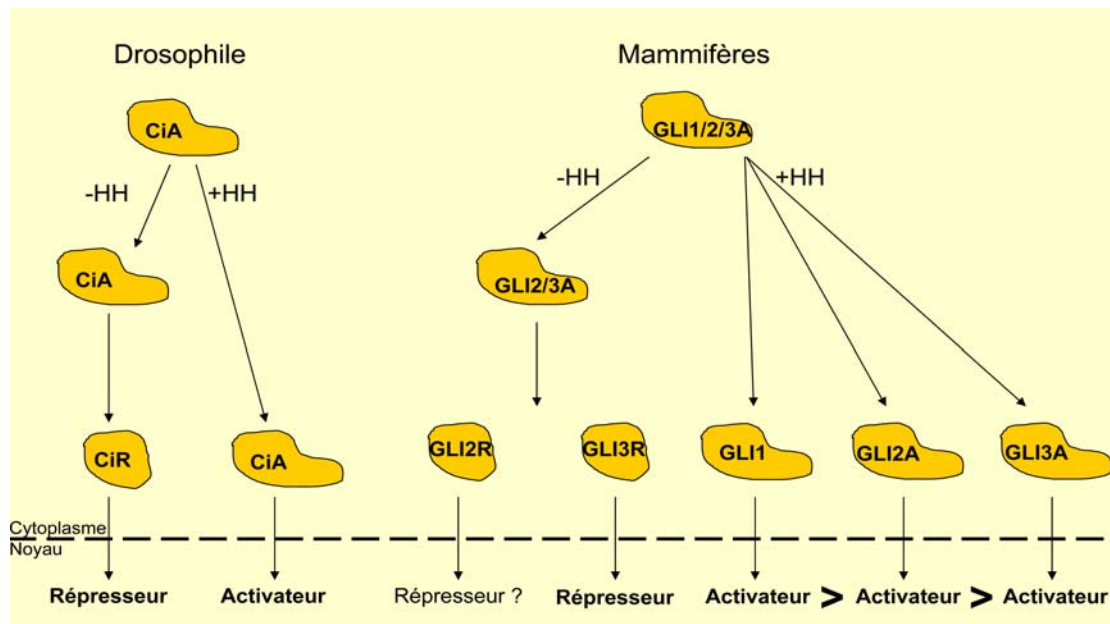 Drosophile Mammifères
CiA GLI1/2/3A
-HH +HH -HH +HH
CiA GLI2/3A
CiR CiA GLI2R GLI3R GLI1 GLI2A GLI3A
Cytoplasme
Noyau
Répresseur Activateur Répresseur ? Répresseur Activateur > Activateur > Activateur